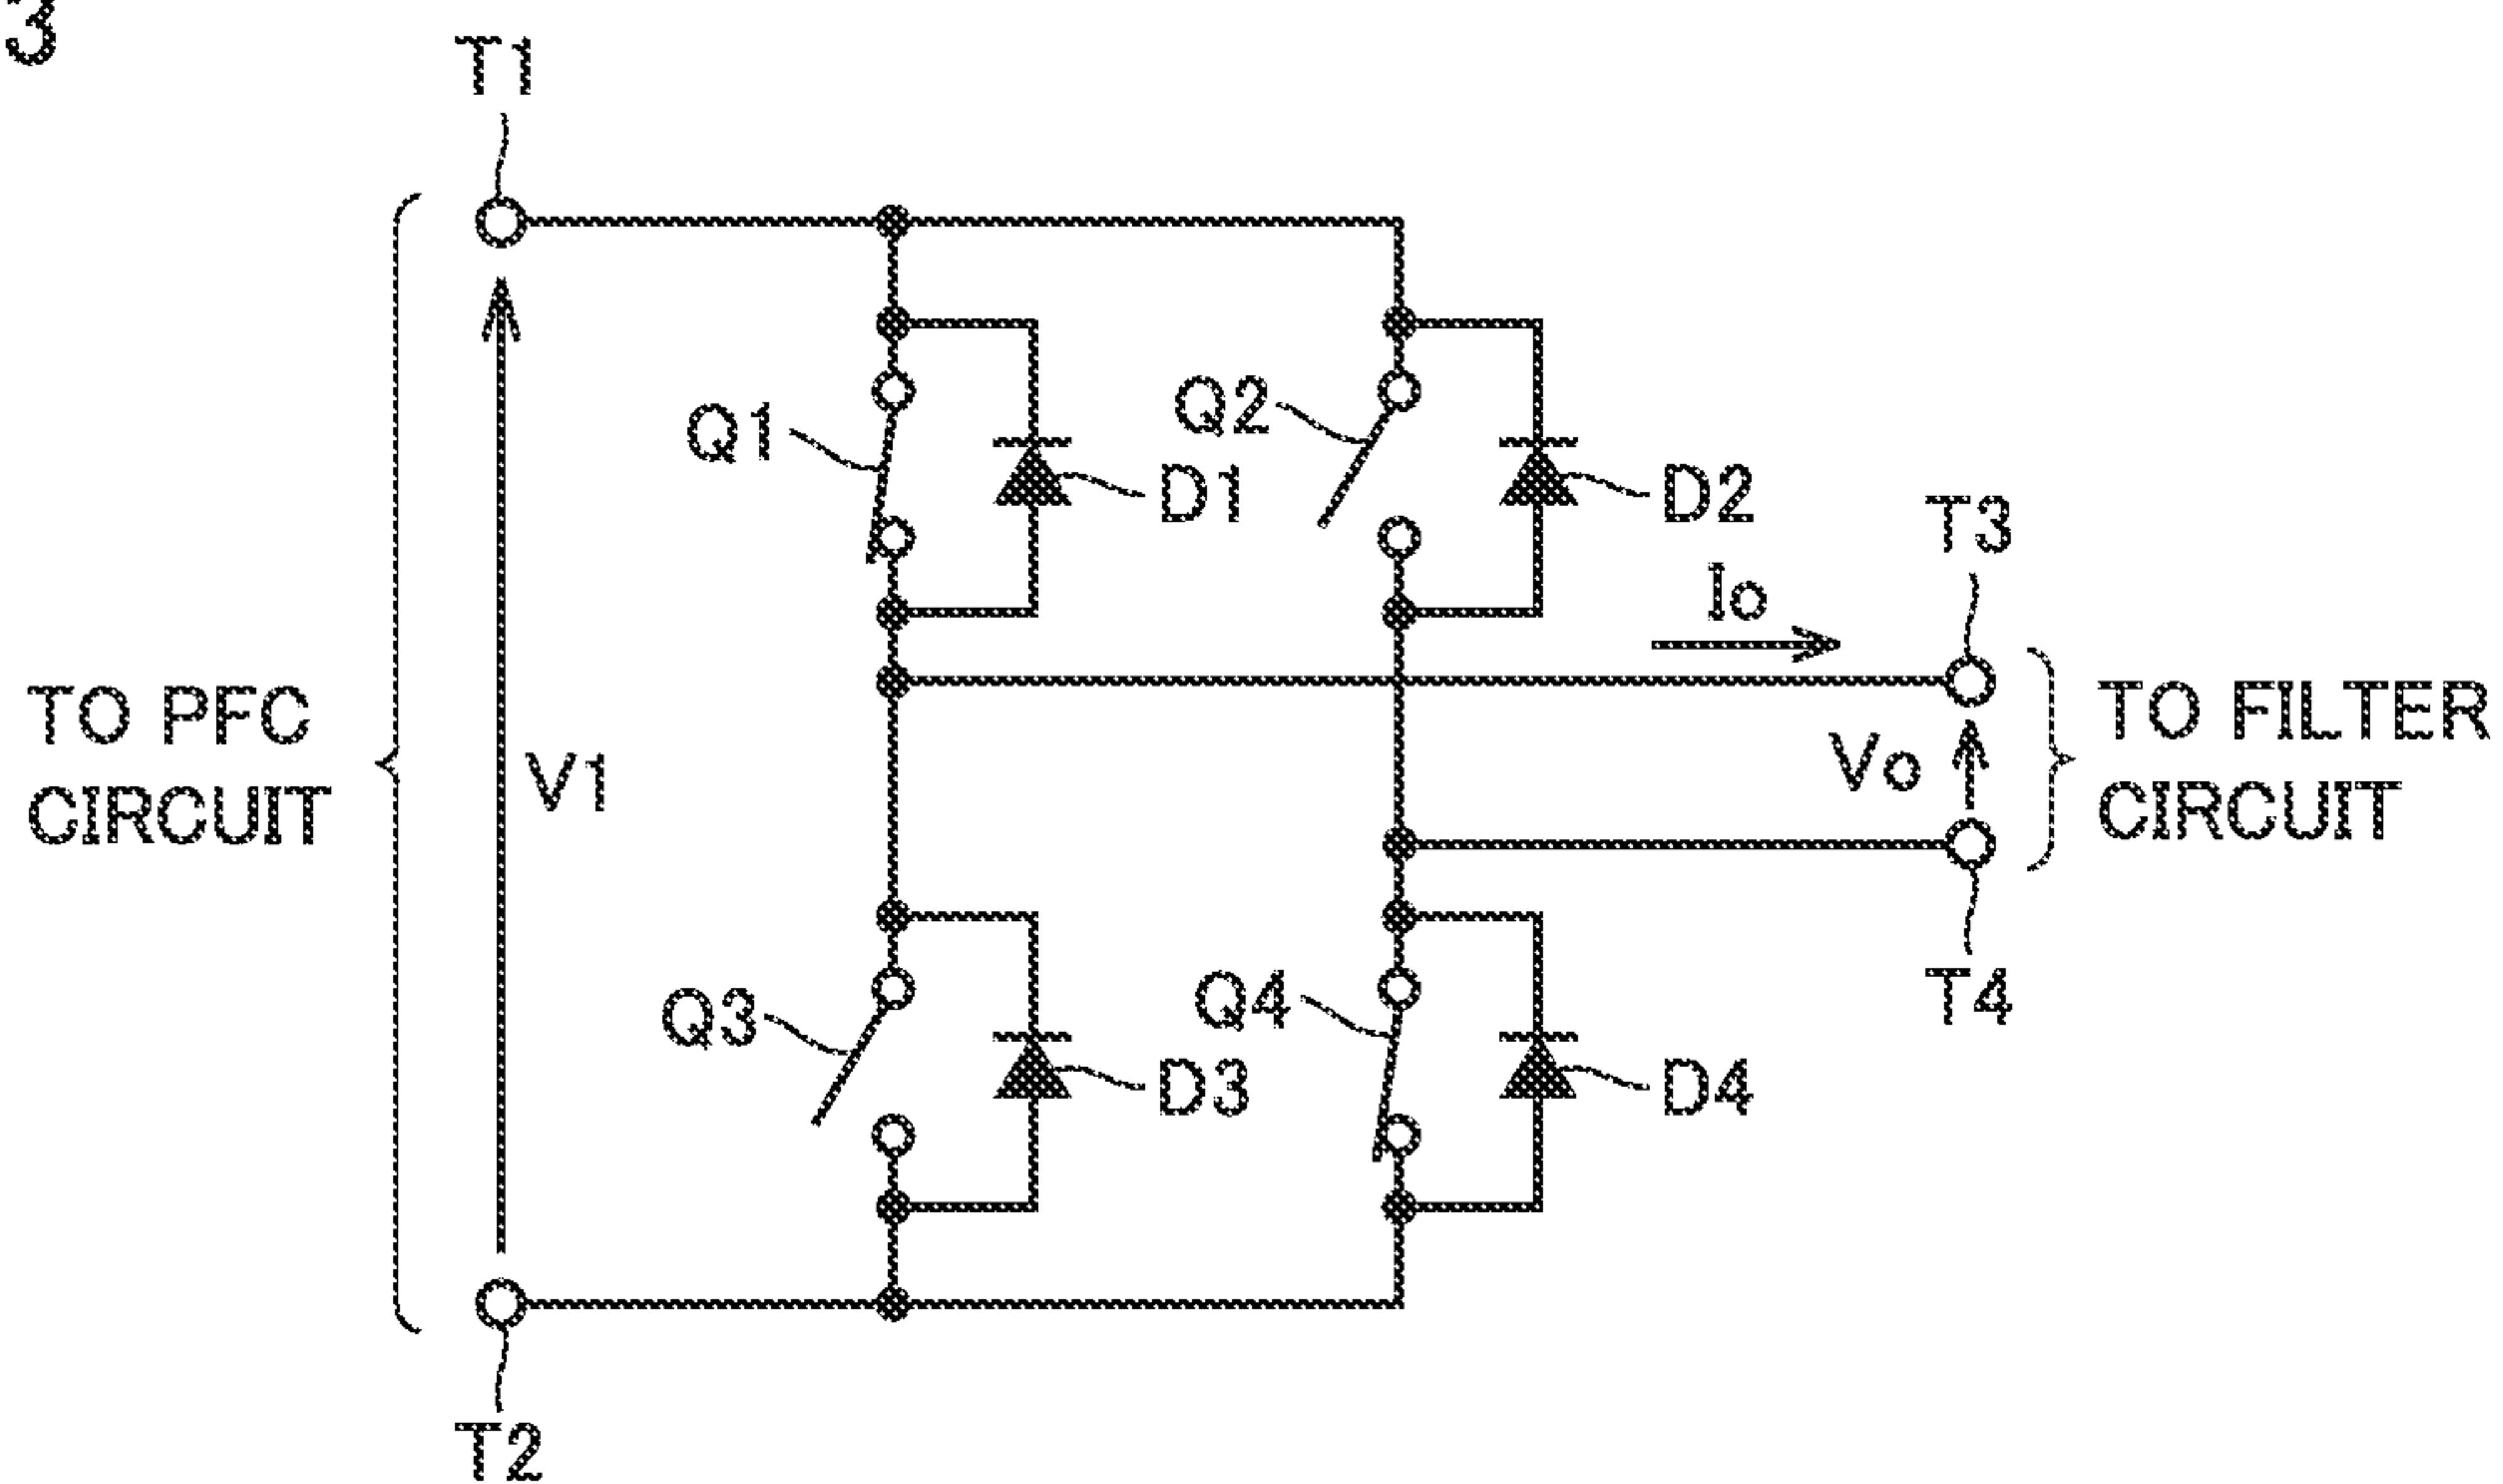 3
T1
Q1
Q2
D1
D2
T3
Io
TO PFC
CIRCUIT
V1
Vo
TO FILTER
CIRCUIT
Q3
Q4
T4
D3
D4
T2